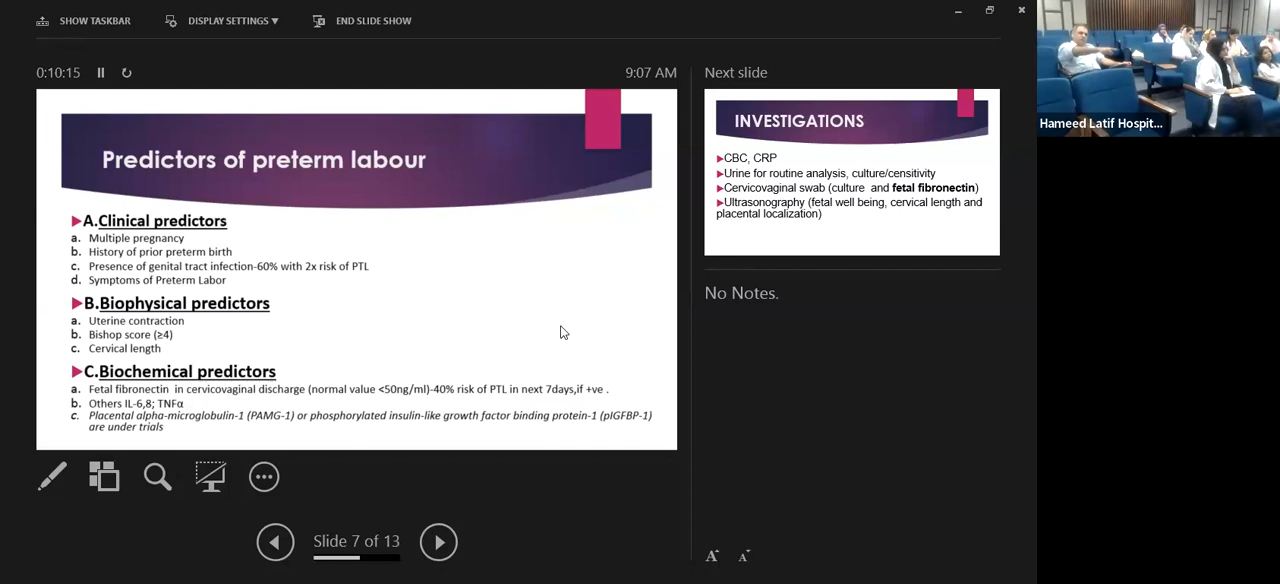 SHOW TASKBAR
DISPLAY SETTINGS ▼
END SLIDE SHOW
0:10:15
9:07 AM
Predictors of preterm labour
A.Clinical predictors
a. Multiple pregnancy
b. History of prior preterm birth
c. Presence of genital tract infection-60% with 2x risk of PTL
d. Symptoms of Preterm Labor
B.Biophysical predictors
a. Uterine contraction
b. Bishop score (≥4)
c. Cervical length
C.Biochemical predictors
a. Fetal fibronectin in cervicovaginal discharge (normal value <50ng/ml)-40% risk of PTL in next 7days,if +ve .
b. Others IL-6,8; TNFα
c. Placental alpha-microglobulin-1 (PAMG-1) or phosphorylated insulin-like growth factor binding protein-1 (pIGFBP-1)
are under trials
Slide 7 of 13
Next slide
INVESTIGATIONS
CBC, CRP
Urine for routine analysis, culture/censitivity
Cervicovaginal swab (culture and fetal fibronectin)
Ultrasonography (fetal well being, cervical length and
placental localization)
No Notes.
A A
Hameed Latif Hospit...